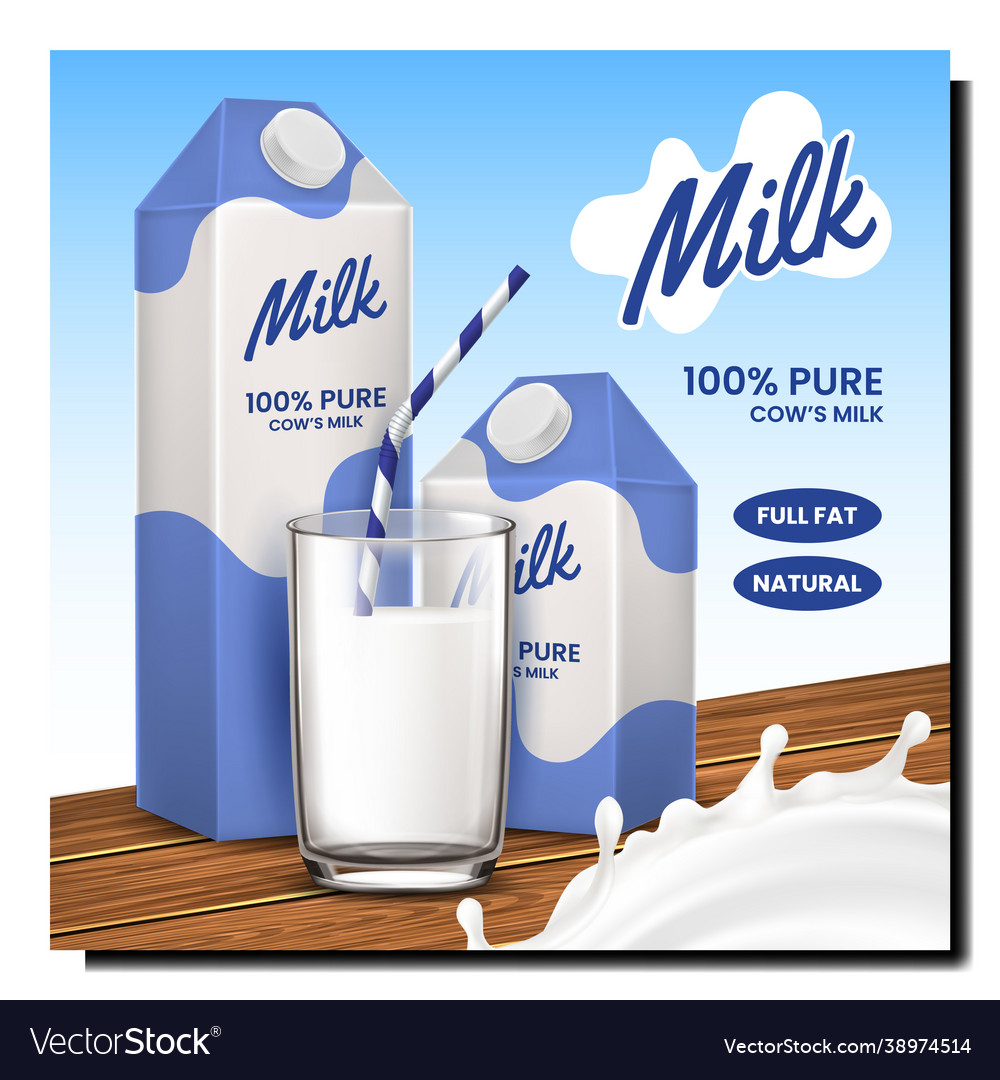 Milk
100% PURE
COW'S MILK
Milk
100% PURE
COW'S MILK
FULL FAT
NATURAL
Milk
PURE
S MILK
VectorStock®
VectorStock.com/38974514